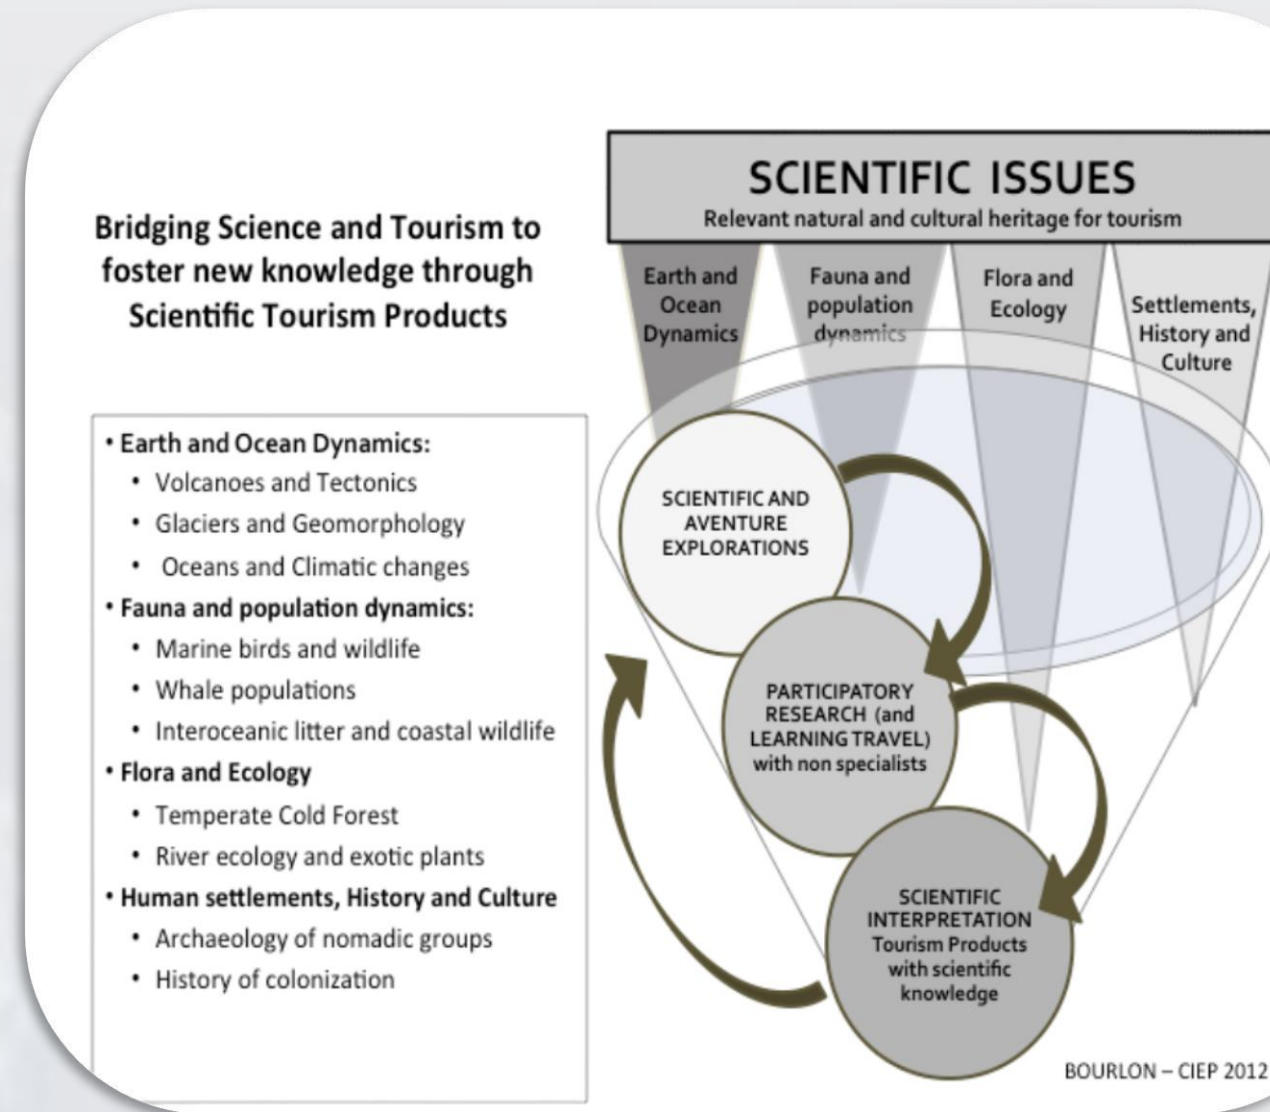 Bridging Science and Tourism to
foster new knowledge through
Scientific Tourism Products
• Earth and Ocean Dynamics:
• Volcanoes and Tectonics
• Glaciers and Geomorphology
• Oceans and Climatic changes
• Fauna and population dynamics:
• Marine birds and wildlife
• Whale populations
• Interoceanic litter and coastal wildlife
• Flora and Ecology
• Temperate Cold Forest
• River ecology and exotic plants
• Human settlements, History and Culture
• Archaeology of nomadic groups
• History of colonization
SCIENTIFIC ISSUES
Relevant natural and cultural heritage for tourism
Earth and
Ocean
Dynamics
Fauna and
population
dynamics
Flora and
Ecology
Settlements,
History and
Culture
SCIENTIFIC AND
AVENTURE
EXPLORATIONS
PARTICIPATORY
RESEARCH (and
LEARNING TRAVEL)
with non specialists
SCIENTIFIC
INTERPRETATION
Tourism Products
with scientific
knowledge
BOURLON – CIEP 2012